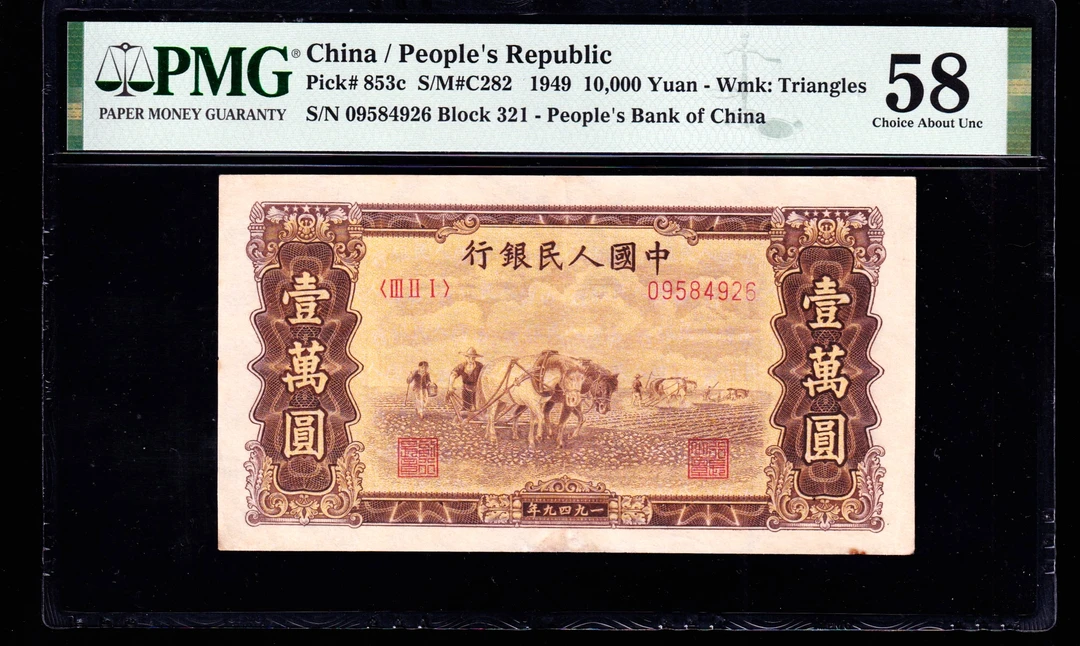 PMG®
PAPER MONEY GUARANTY
China / People's Republic
Pick# 853c S/M#C282 1949 10,000 Yuan - Wmk: Triangles
S/N 09584926 Block 321 - People's Bank of China
58
Choice About Unc
行銀民人國中
〈III II I〉
09584926
壹萬圓
壹萬圓
年九四九一